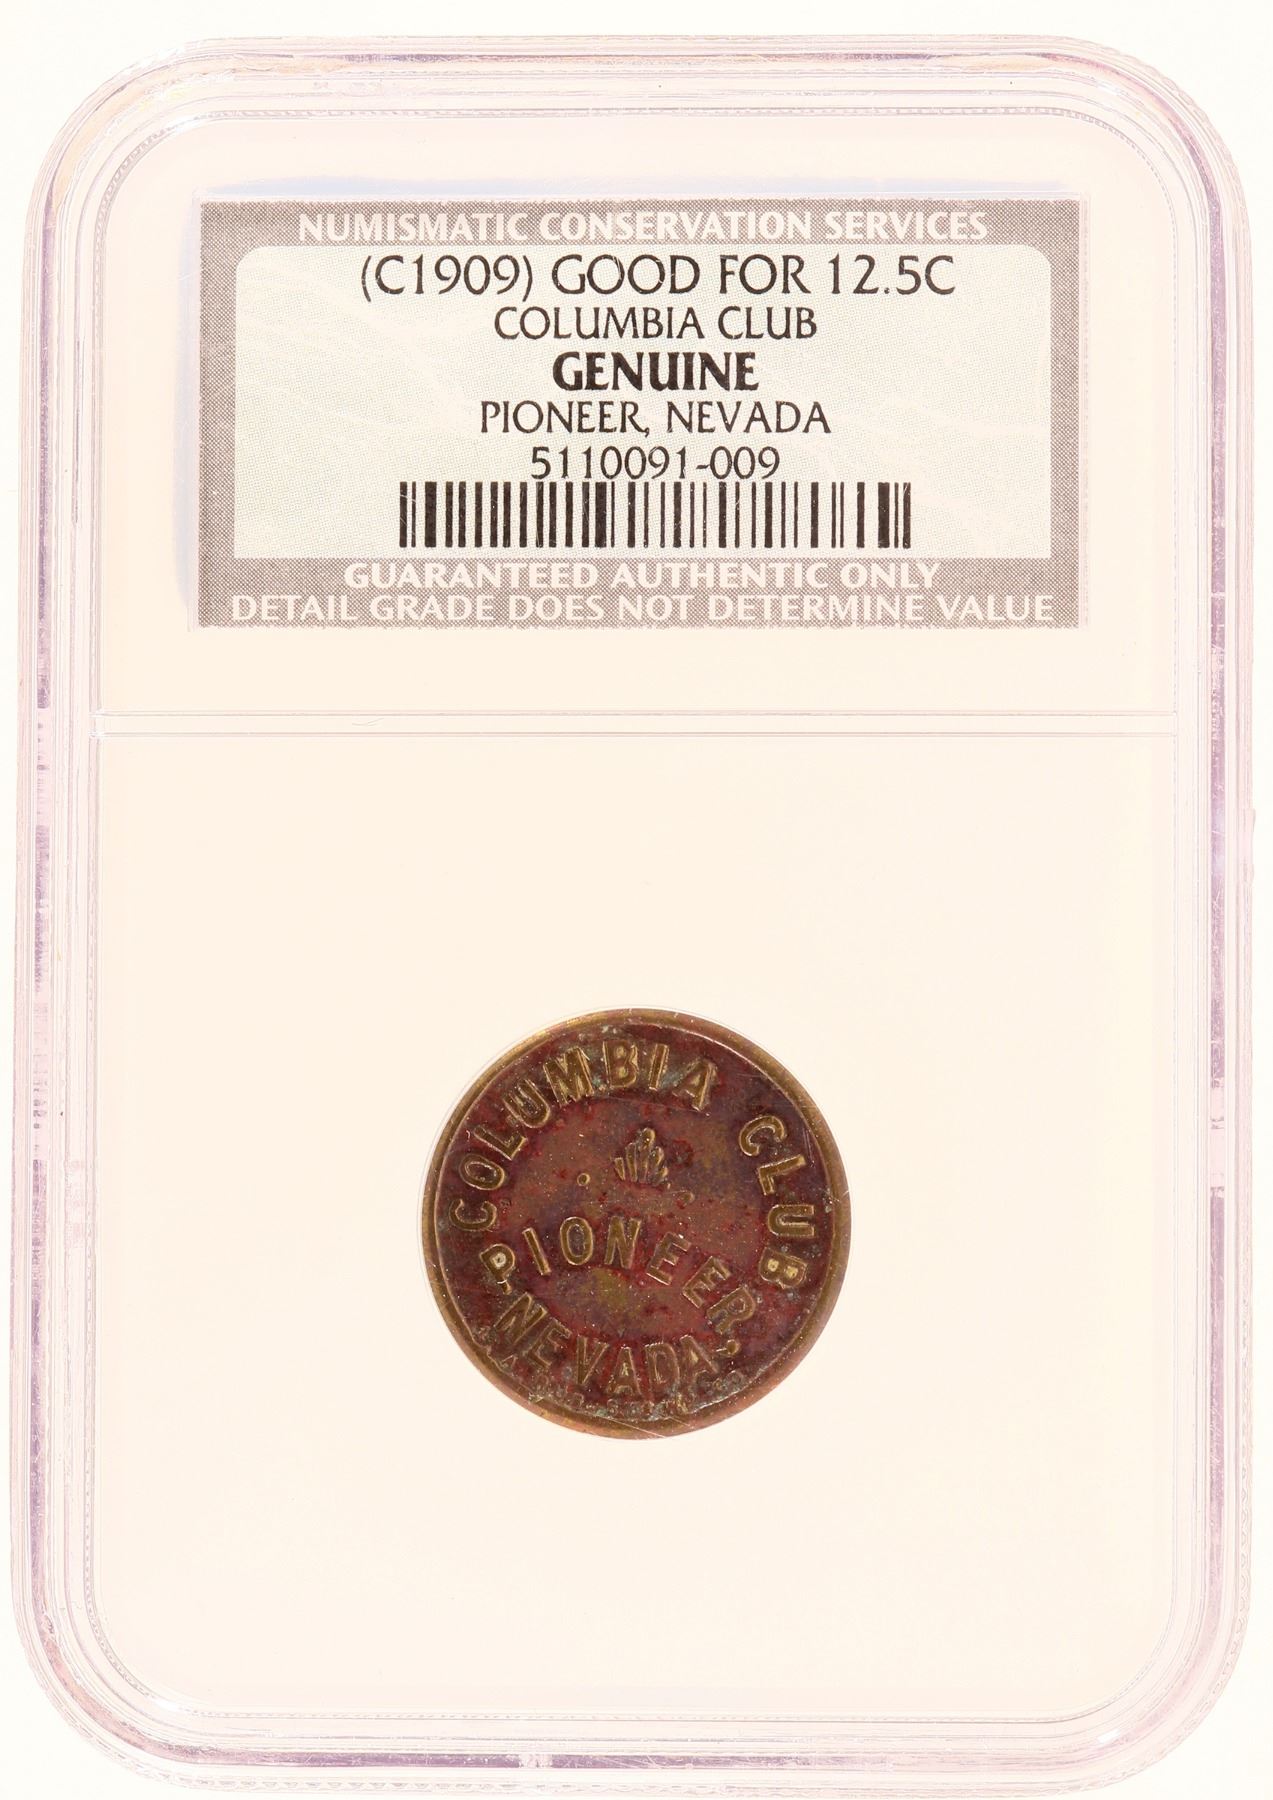 NUMISMATIC CONSERVATION SERVICES
(C1909) GOOD FOR 12.5C
COLUMBIA CLUB
GENUINE
PIONEER, NEVADA
5110091-009
GUARANTEED AUTHENTIC ONLY
DETAIL GRADE DOES NOT DETERMINE VALUE
COLUMBIA CLUB
PIONEER,
NEVADA